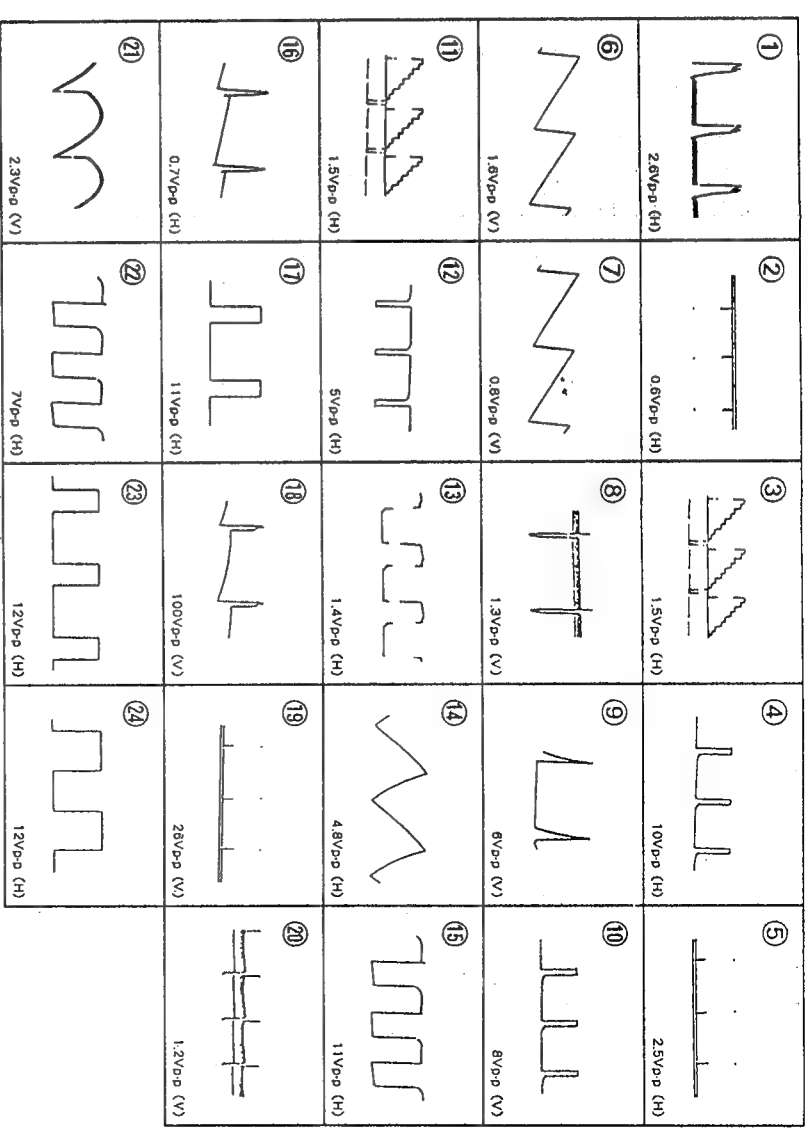 ① 2.6Vp-p (H)
② 0.6Vp-p (H)
③ 1.5Vp-p (H)
④ 10Vp-p (H)
⑤ 2.5Vp-p (H)
⑥ 1.6Vp-p (V)
⑦ 0.8Vp-p (V)
⑧ 1.3Vp-p (V)
⑨ 6Vp-p (V)
⑩ 8Vp-p (V)
⑪ 1.5Vp-p (H)
⑫ 5Vp-p (H)
⑬ 1.4Vp-p (H)
⑭ 4.8Vp-p (H)
⑮ 11Vp-p (H)
⑯ 0.7Vp-p (H)
⑰ 11Vp-p (H)
⑱ 100Vp-p (V)
⑲ 26Vp-p (V)
⑳ 1.2Vp-p (V)
㉑ 2.3Vp-p (V)
㉒ 7Vp-p (H)
㉓ 12Vp-p (H)
㉔ 12Vp-p (H)